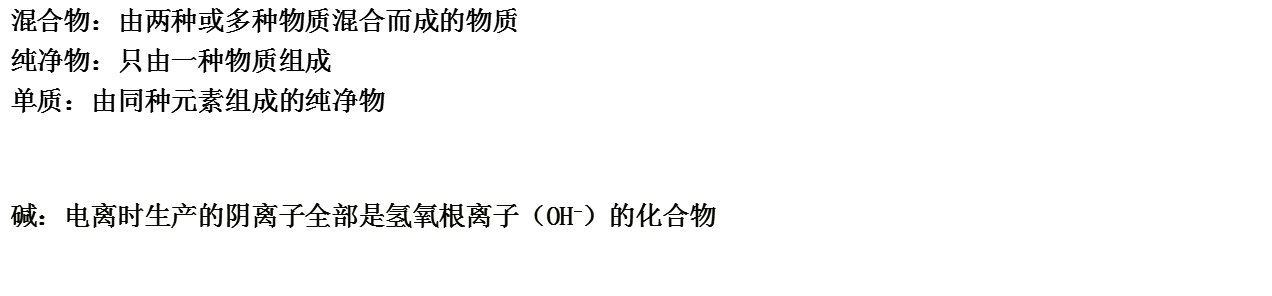 混合物：由两种或多种物质混合而成的物质
纯净物：只由一种物质组成
单质：由同种元素组成的纯净物
碱：电离时生产的阴离子全部是氢氧根离子（OH⁻）的化合物